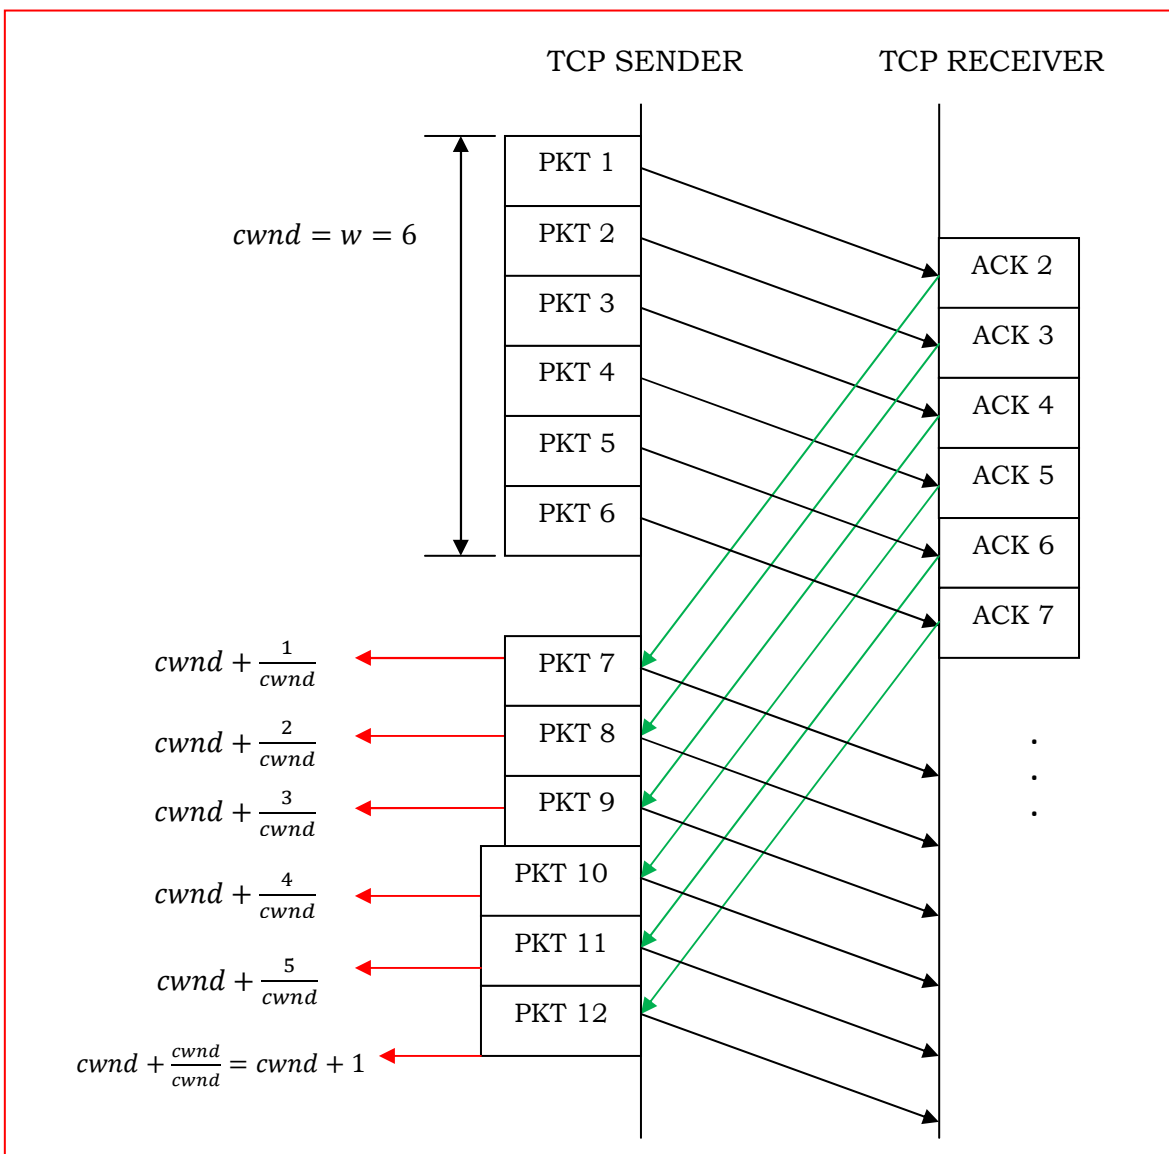 TCP SENDER TCP RECEIVER
PKT 1
cwnd = w = 6
PKT 2
ACK 2
PKT 3
ACK 3
PKT 4
ACK 4
PKT 5
ACK 5
PKT 6
ACK 6
ACK 7
cwnd + 1/cwnd
PKT 7
cwnd + 2/cwnd
PKT 8
cwnd + 3/cwnd
PKT 9
cwnd + 4/cwnd
PKT 10
cwnd + 5/cwnd
PKT 11
PKT 12
cwnd + cwnd/cwnd = cwnd + 1
.
.
.